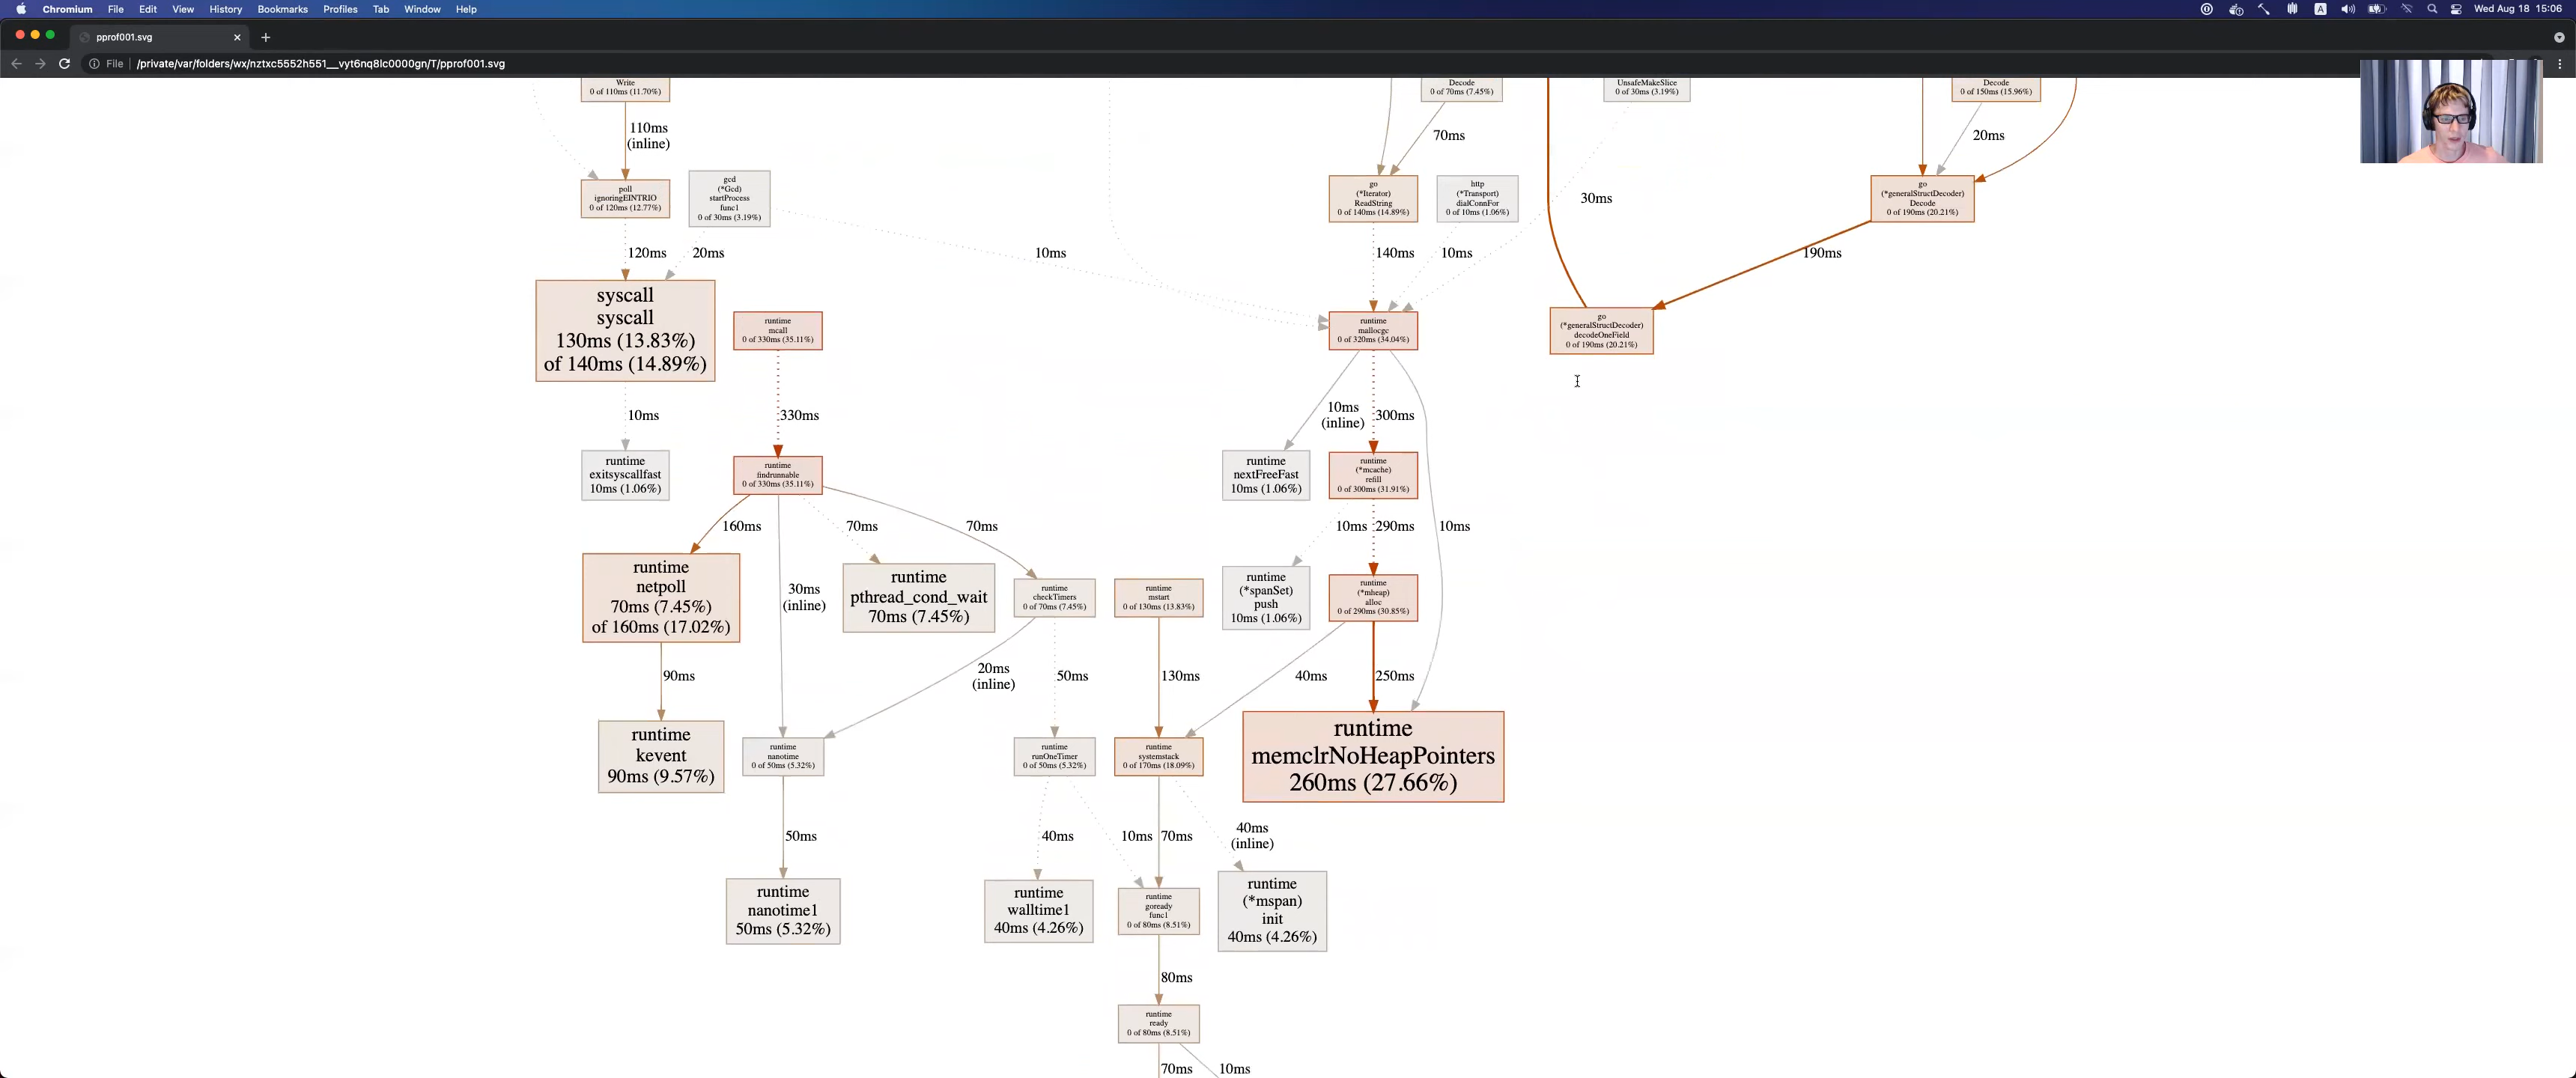 Chromium File Edit View History Bookmarks Profiles Tab Window Help
A
Wed Aug 18 15:06
pprof001.svg
File /private/var/folders/wx/nztxc5552h551__vyt6nq8lc0000gn/T/pprof001.svg
Write
0 of 110ms (11.70%)
Decode
0 of 70ms (7.45%)
UnsafeMakeSlice
0 of 30ms (3.19%)
Decode
0 of 150ms (15.96%)
110ms
(inline)
70ms
20ms
poll
ignoringEINTRIO
0 of 120ms (12.77%)
gcd
(*Gcd)
startProcess
func1
0 of 30ms (3.19%)
go
(*Iterator)
ReadString
0 of 140ms (14.89%)
http
(*Transport)
dialConnFor
0 of 10ms (1.06%)
30ms
go
(*generalStructDecoder)
Decode
0 of 190ms (20.21%)
120ms
20ms
10ms
140ms
10ms
190ms
syscall
syscall
130ms (13.83%)
of 140ms (14.89%)
runtime
mcall
0 of 330ms (35.11%)
runtime
mallocgc
0 of 320ms (34.04%)
go
(*generalStructDecoder)
decodeOneField
0 of 190ms (20.21%)
10ms
330ms
10ms
(inline)
300ms
runtime
exitsyscallfast
10ms (1.06%)
runtime
findrunnable
0 of 330ms (35.11%)
runtime
nextFreeFast
10ms (1.06%)
runtime
(*mcache)
refill
0 of 300ms (31.91%)
160ms
70ms
70ms
10ms
290ms
10ms
runtime
netpoll
70ms (7.45%)
of 160ms (17.02%)
30ms
(inline)
runtime
pthread_cond_wait
70ms (7.45%)
runtime
checkTimers
0 of 70ms (7.45%)
runtime
mstart
0 of 130ms (13.83%)
runtime
(*spanSet)
push
10ms (1.06%)
runtime
(*mheap)
alloc
0 of 290ms (30.85%)
90ms
20ms
(inline)
50ms
130ms
40ms
250ms
runtime
kevent
90ms (9.57%)
runtime
nanotime
0 of 50ms (5.32%)
runtime
runOneTimer
0 of 50ms (5.32%)
runtime
systemstack
0 of 170ms (18.09%)
runtime
memclrNoHeapPointers
260ms (27.66%)
50ms
40ms
10ms
70ms
40ms
(inline)
runtime
nanotime1
50ms (5.32%)
runtime
walltime1
40ms (4.26%)
runtime
goready
func1
0 of 80ms (8.51%)
runtime
(*mspan)
init
40ms (4.26%)
80ms
runtime
ready
0 of 80ms (8.51%)
70ms
10ms